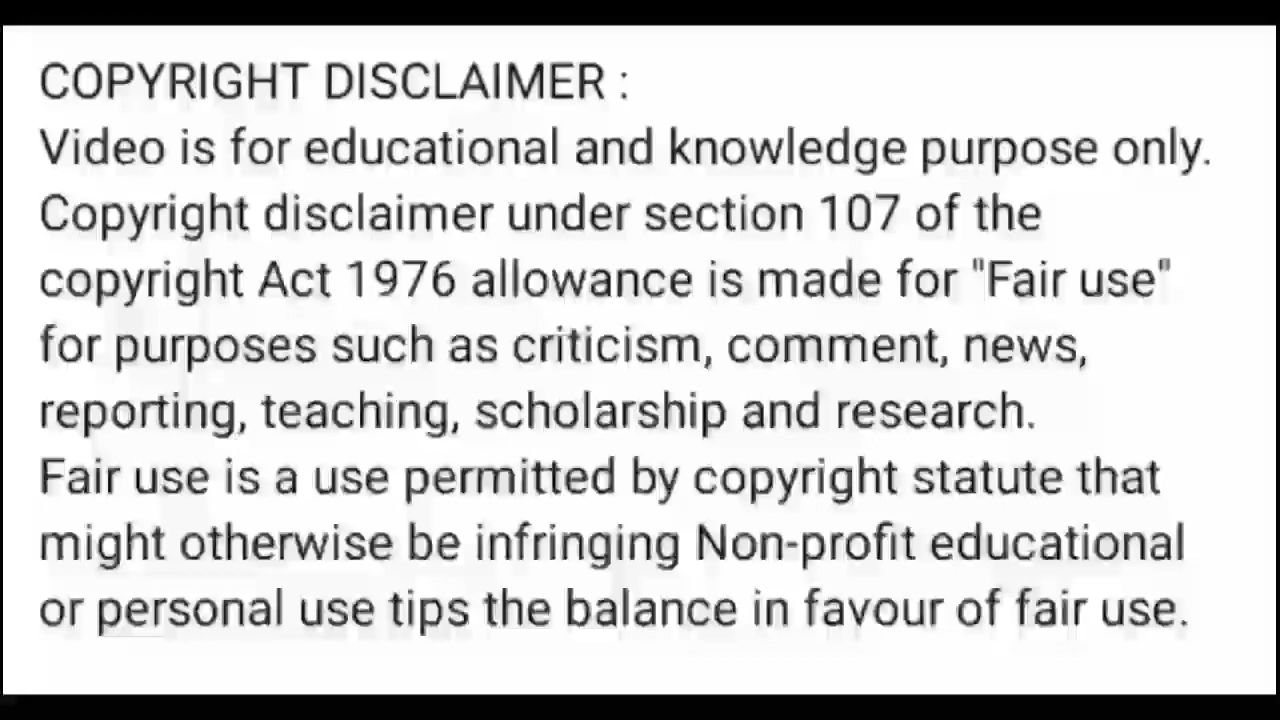 COPYRIGHT DISCLAIMER :
Video is for educational and knowledge purpose only.
Copyright disclaimer under section 107 of the
copyright Act 1976 allowance is made for "Fair use"
for purposes such as criticism, comment, news,
reporting, teaching, scholarship and research.
Fair use is a use permitted by copyright statute that
might otherwise be infringing Non-profit educational
or personal use tips the balance in favour of fair use.